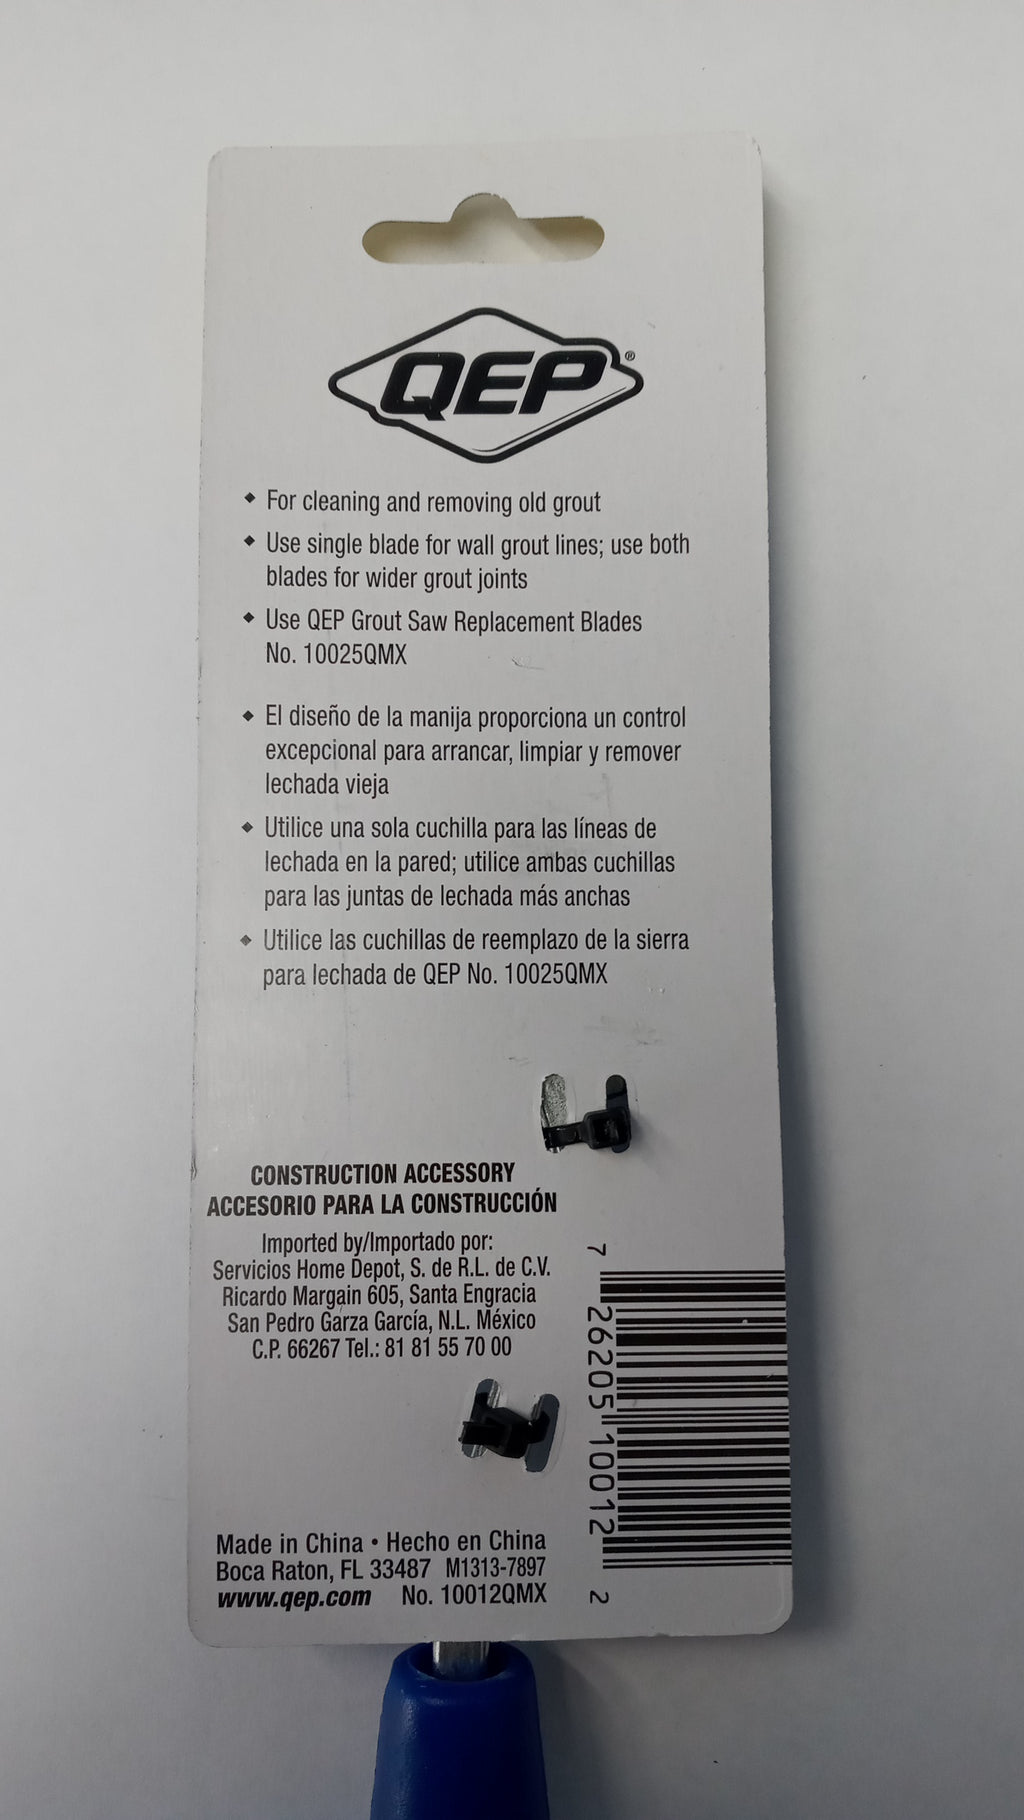 QEP®
◆ For cleaning and removing old grout
◆ Use single blade for wall grout lines; use both
blades for wider grout joints
◆ Use QEP Grout Saw Replacement Blades
No. 10025QMX
◆ El diseño de la manija proporciona un control
excepcional para arrancar, limpiar y remover
lechada vieja
◆ Utilice una sola cuchilla para las líneas de
lechada en la pared; utilice ambas cuchillas
para las juntas de lechada más anchas
◆ Utilice las cuchillas de reemplazo de la sierra
para lechada de QEP No. 10025QMX
CONSTRUCTION ACCESSORY
ACCESORIO PARA LA CONSTRUCCIÓN
Imported by/Importado por:
Servicios Home Depot, S. de R.L. de C.V.
Ricardo Margain 605, Santa Engracia
San Pedro Garza García, N.L. México
C.P. 66267 Tel.: 81 81 55 70 00
7 26205 10012 2
Made in China • Hecho en China
Boca Raton, FL 33487 M1313-7897
www.qep.com No. 10012QMX